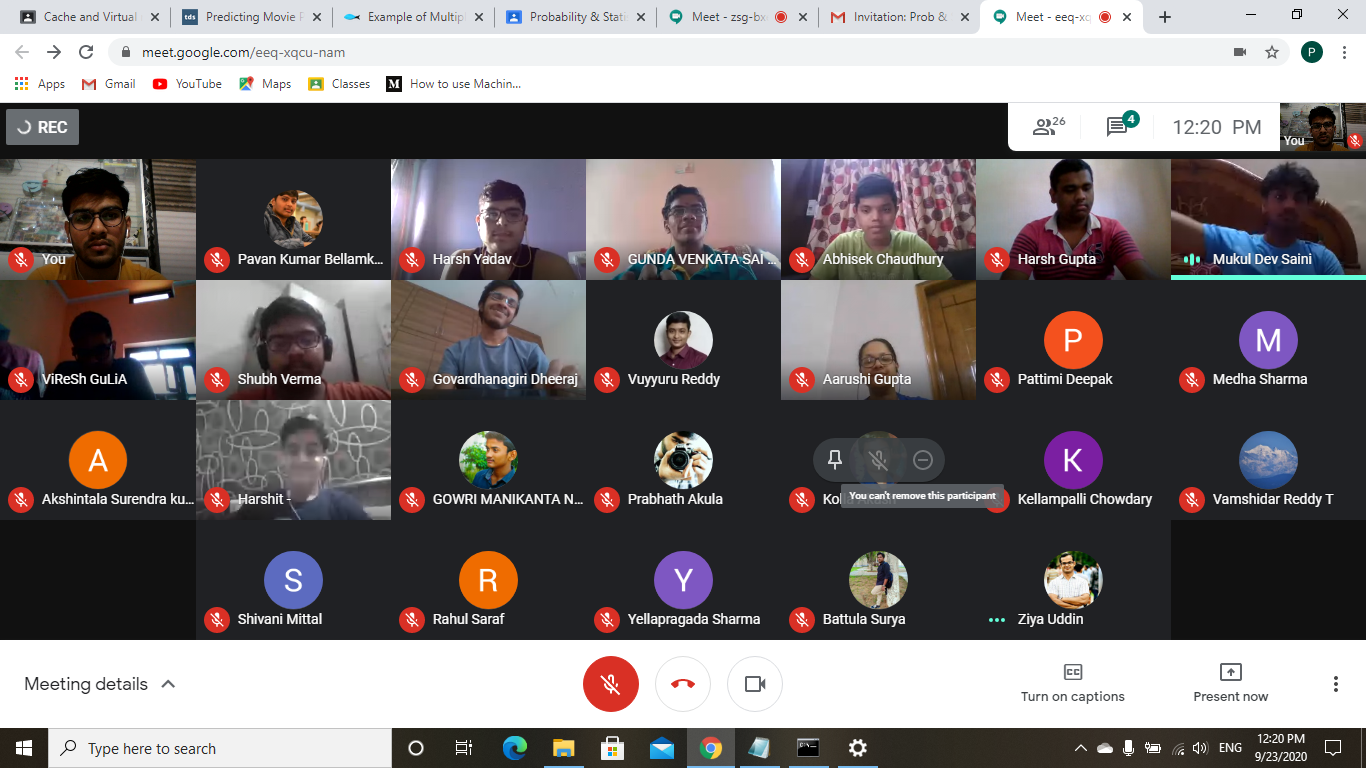 Cache and Virtual
Predicting Movie
Example of Multip
Probability & Stati
Meet - zsg-bx
Invitation: Prob &
Meet - eeq-xq
meet.google.com/eeq-xqcu-nam
P
Apps
Gmail
YouTube
Maps
Classes
M
How to use Machin...
REC
26
4
12:20 PM
You
You
Pavan Kumar Bellamk...
Harsh Yadav
GUNDA VENKATA SAI ...
Abhisek Chaudhury
Harsh Gupta
Mukul Dev Saini
ViReSh GuLiA
Shubh Verma
Govardhanagiri Dheeraj
Vuyyuru Reddy
Aarushi Gupta
P
Pattimi Deepak
M
Medha Sharma
A
Akshintala Surendra ku...
Harshit -
GOWRI MANIKANTA N...
Prabhath Akula
You can't remove this participant
K
Kellampalli Chowdary
Vamshidar Reddy T
S
Shivani Mittal
R
Rahul Saraf
Y
Yellapragada Sharma
Battula Surya
Ziya Uddin
Meeting details
Turn on captions
Present now
Type here to search
ENG
12:20 PM
9/23/2020